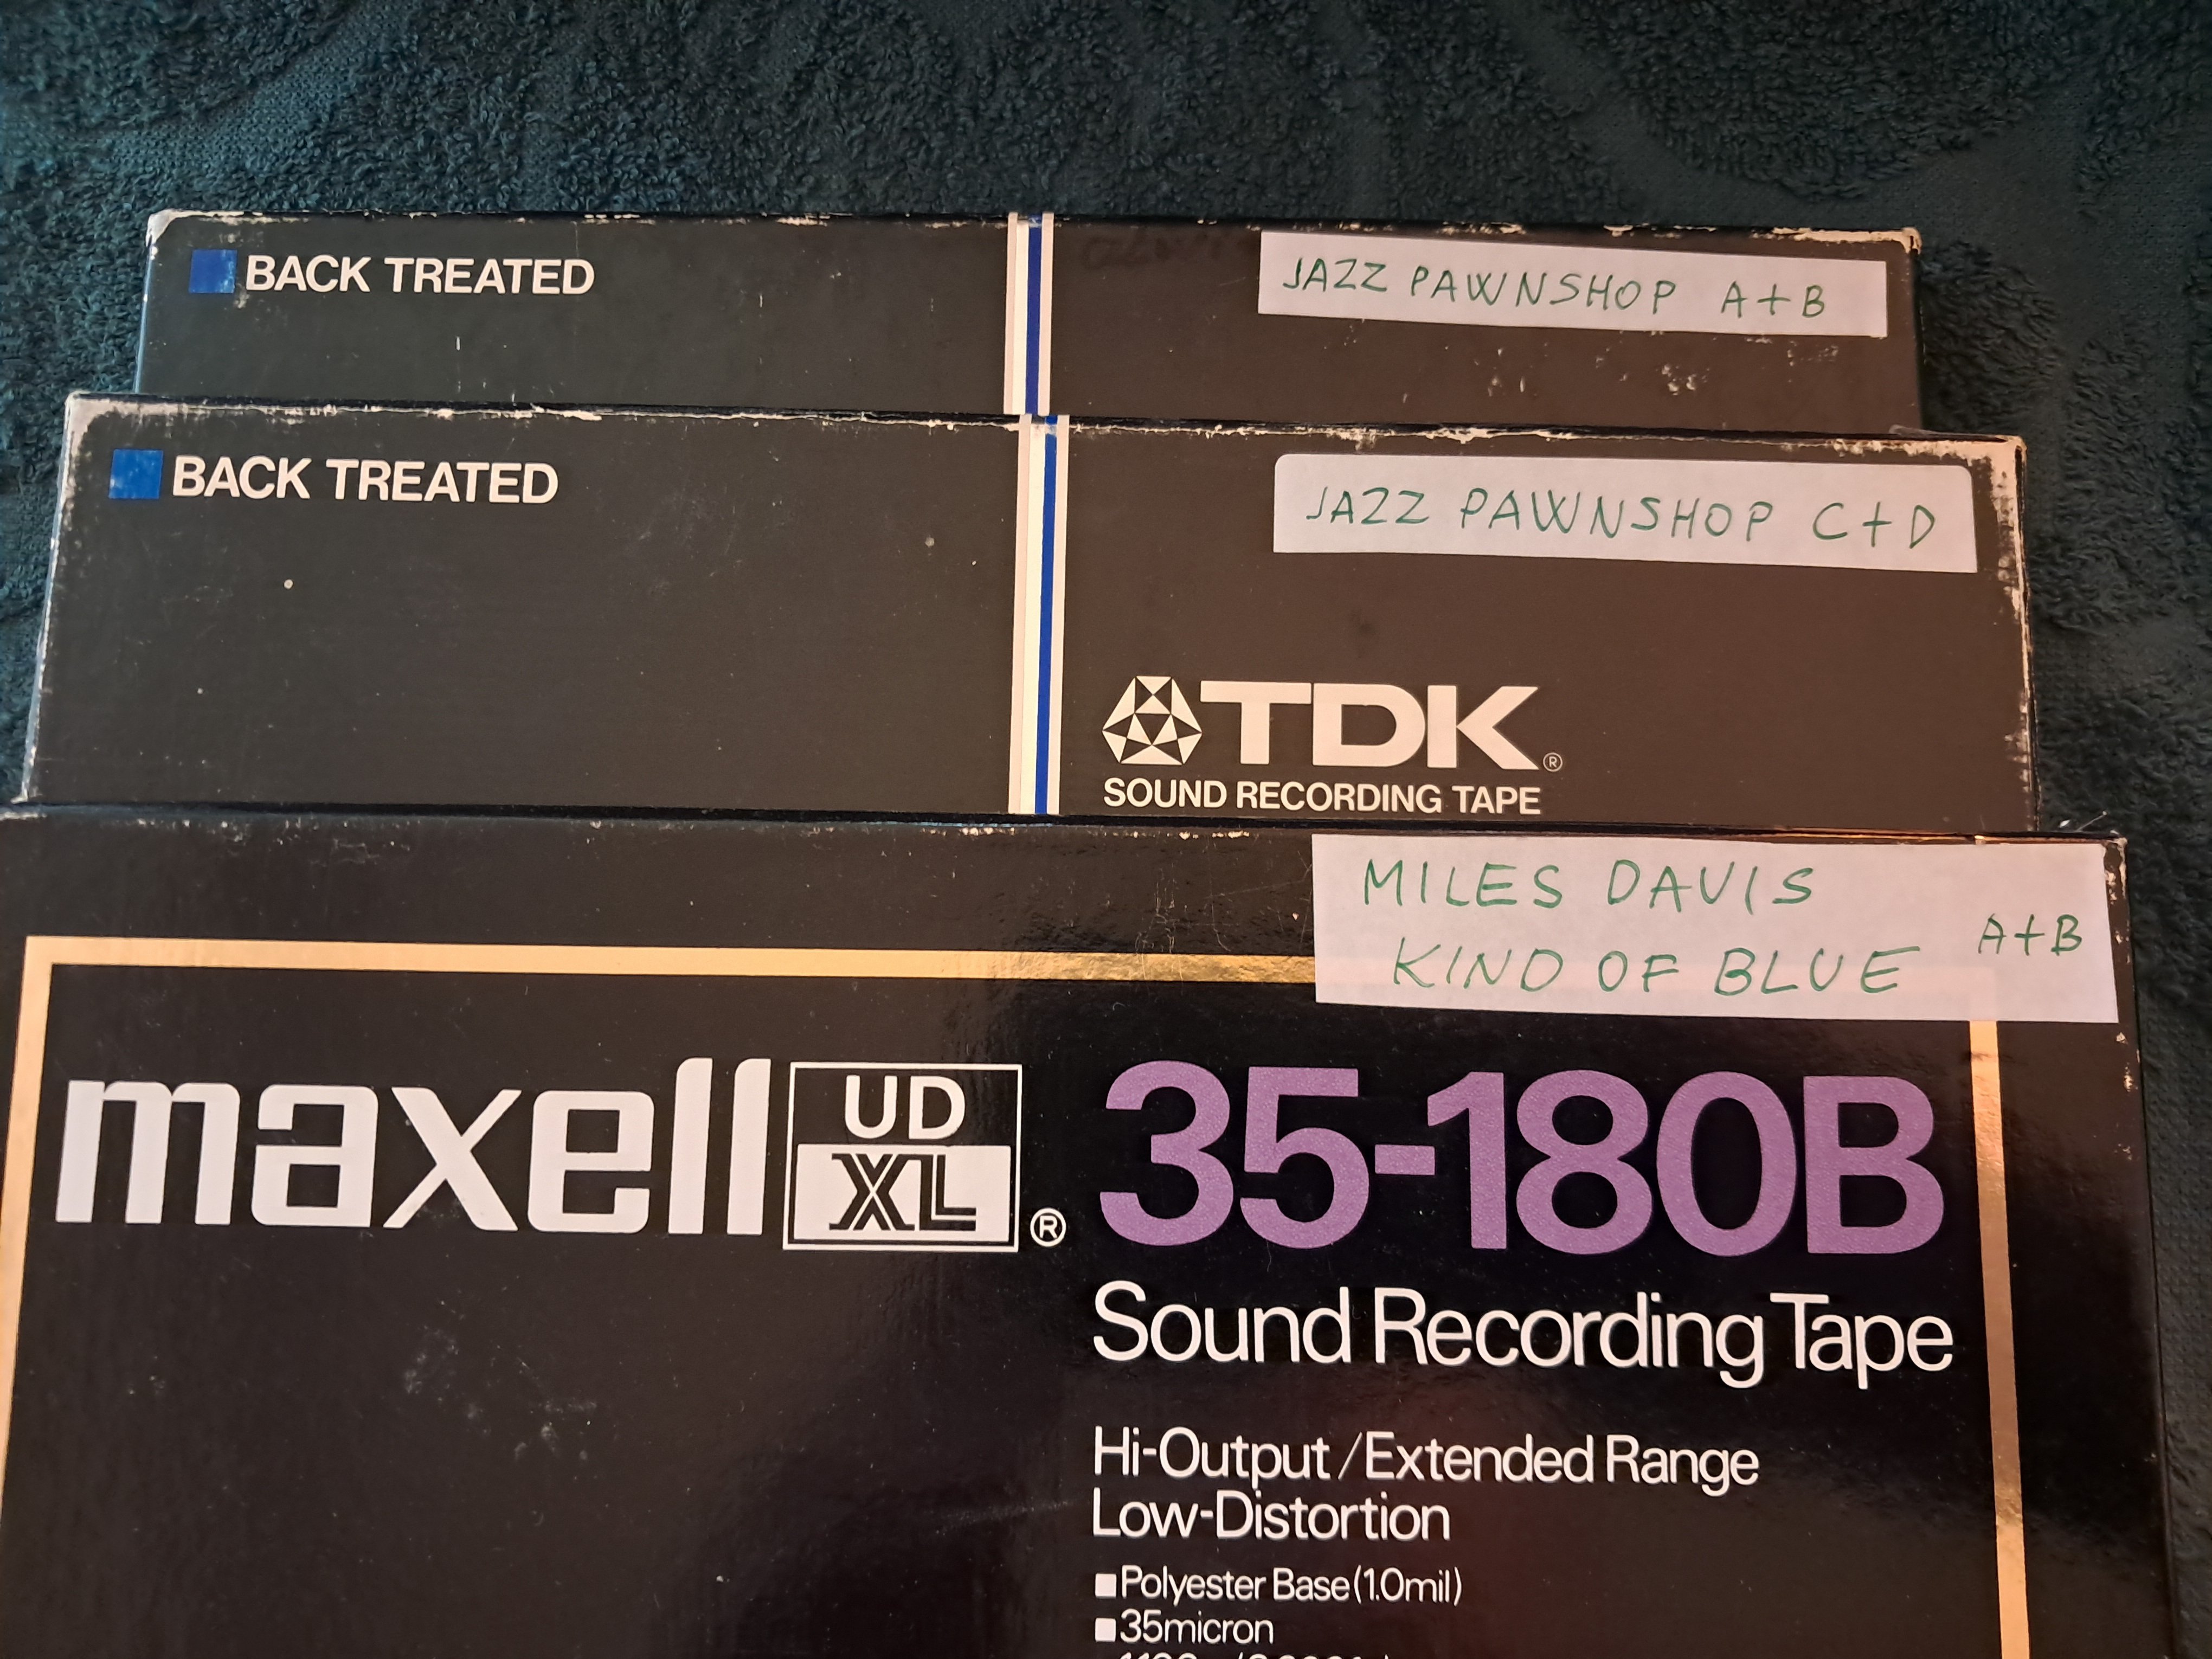 BACK TREATED
JAZZ PAWNSHOP A+B
BACK TREATED
JAZZ PAWNSHOP C+D
TDK®
SOUND RECORDING TAPE
MILES DAVIS
KIND OF BLUE A+B
maxell UD XL® 35-180B
Sound Recording Tape
Hi-Output/Extended Range
Low-Distortion
■Polyester Base(1.0mil)
■35micron